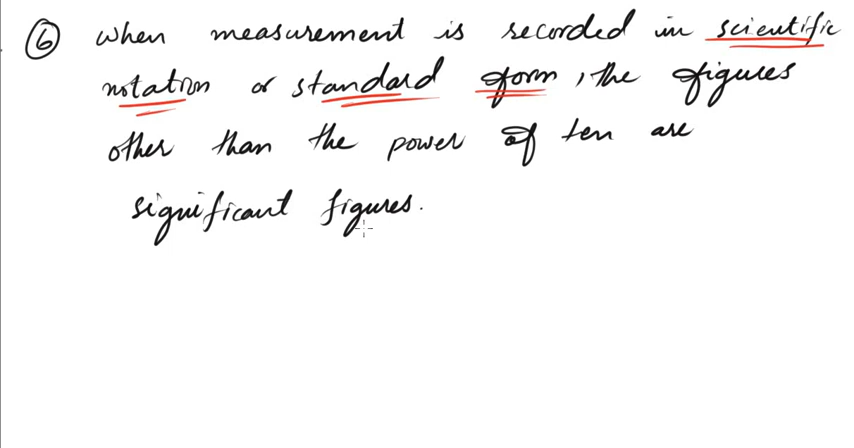 ⑥ when measurement is recorded in scientific
notation or standard form, the figures
other than the power of ten are
significant figures.